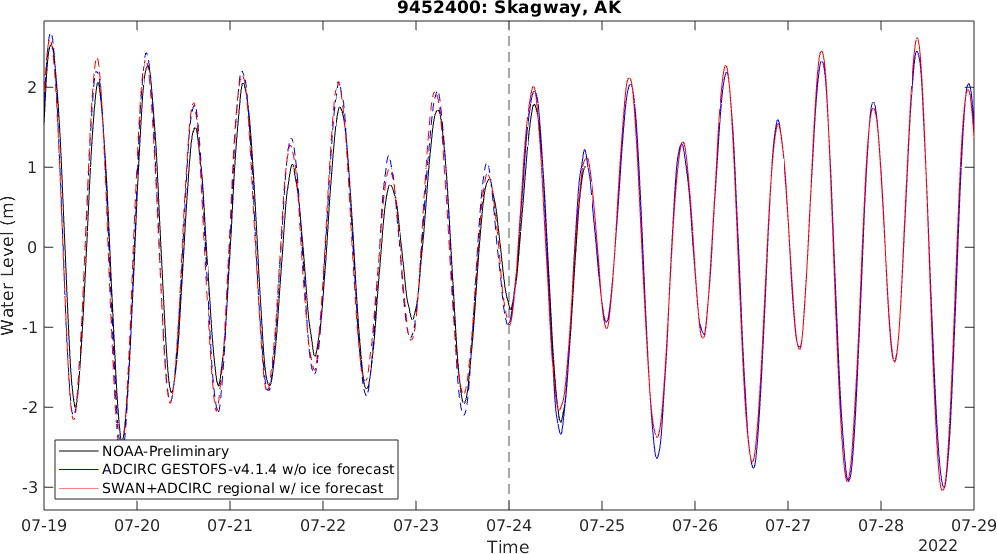 9452400: Skagway, AK
Water Level (m)
2
1
0
-1
-2
-3
NOAA-Preliminary
ADCIRC GESTOFS-v4.1.4 w/o ice forecast
SWAN+ADCIRC regional w/ ice forecast
07-19 07-20 07-21 07-22 07-23 07-24 07-25 07-26 07-27 07-28 07-29
Time
2022